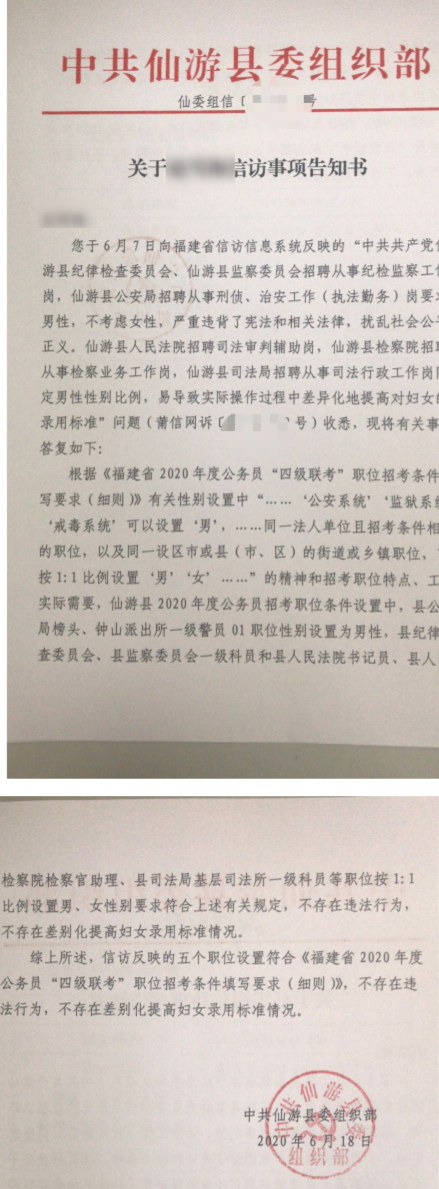 中共仙游县委组织部
仙委组信〔 号
关于 信访事项告知书
您于6月7日向福建省信访信息系统反映的“中共共产党
游县纪律检查委员会、仙游县监察委员会招聘从事纪检监察工
岗，仙游县公安局招聘从事刑侦、治安工作（执法勤务）岗要
男性，不考虑女性，严重违背了宪法和相关法律，扰乱社会公
正义。仙游县人民法院招聘司法审判辅助岗，仙游县检察院招
从事检察业务工作岗，仙游县司法局招聘从事司法行政工作岗
定男性性别比例，易导致实际操作过程中差异化地提高对妇女
录用标准”问题（莆信网诉〔 号）收悉，现将有关事
答复如下：
根据《福建省2020年度公务员“四级联考”职位招考条件
写要求（细则）》有关性别设置中“……‘公安系统’‘监狱系
‘戒毒系统’可以设置‘男’，……同一法人单位且招考条件相
的职位，以及同一设区市或县（市、区）的街道或乡镇职位，
按1:1比例设置‘男’‘女’……”的精神和招考职位特点、工
实际需要，仙游县2020年度公务员招考职位条件设置中，县公
局榜头、钟山派出所一级警员01职位性别设置为男性，县纪律
查委员会、县监察委员会一级科员和县人民法院书记员、县人
检察院检察官助理、县司法局基层司法所一级科员等职位按1:1
比例设置男、女性别要求符合上述有关规定，不存在违法行为，
不存在差别化提高妇女录用标准情况。
综上所述，信访反映的五个职位设置符合《福建省2020年度
公务员“四级联考”职位招考条件填写要求（细则）》，不存在违
法行为，不存在差别化提高妇女录用标准情况。
中共仙游县委组织部
2020年6月18日
中共仙游县委
组织部